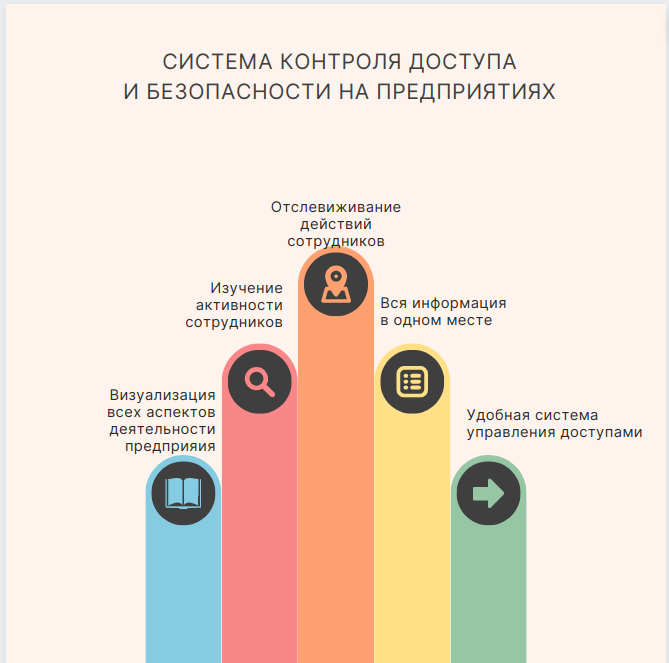 СИСТЕМА КОНТРОЛЯ ДОСТУПА
И БЕЗОПАСНОСТИ НА ПРЕДПРИЯТИЯХ
Отслевиживание
действий
сотрудников
Изучение
активности
сотрудников
Вся информация
в одном месте
Визуализация
всех аспектов
деятельности
предприяия
Удобная система
управления доступами